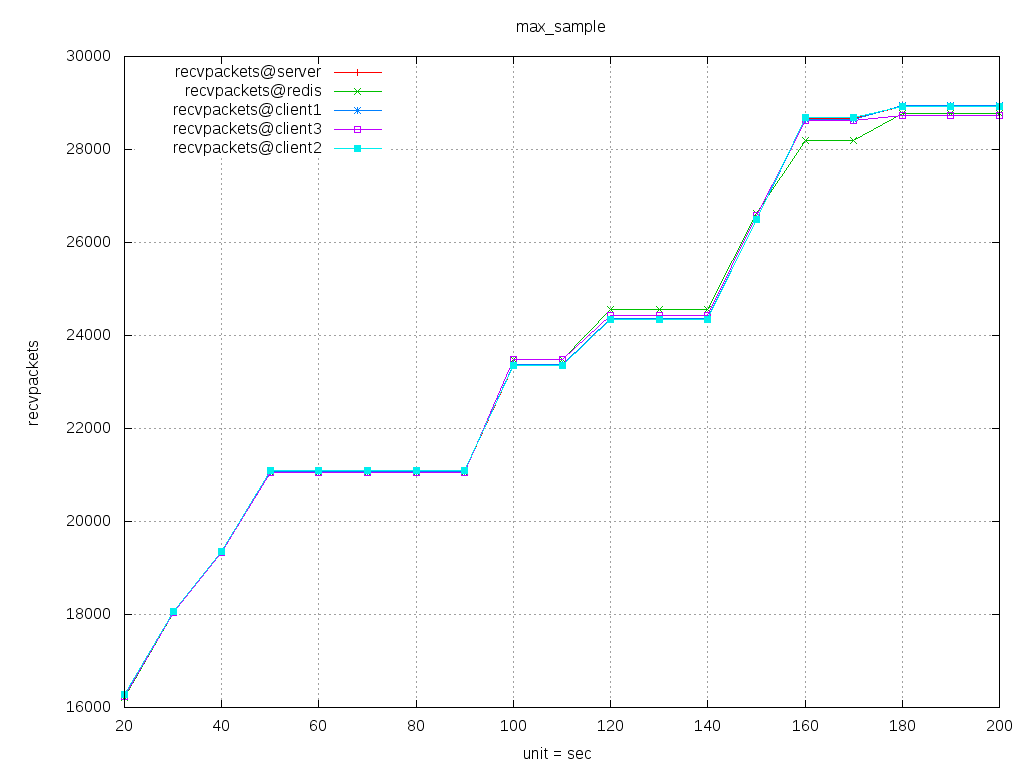 max_sample
recvpackets@server
recvpackets@redis
recvpackets@client1
recvpackets@client3
recvpackets@client2
30000
28000
26000
24000
22000
20000
18000
16000
recvpackets
20 40 60 80 100 120 140 160 180 200
unit = sec